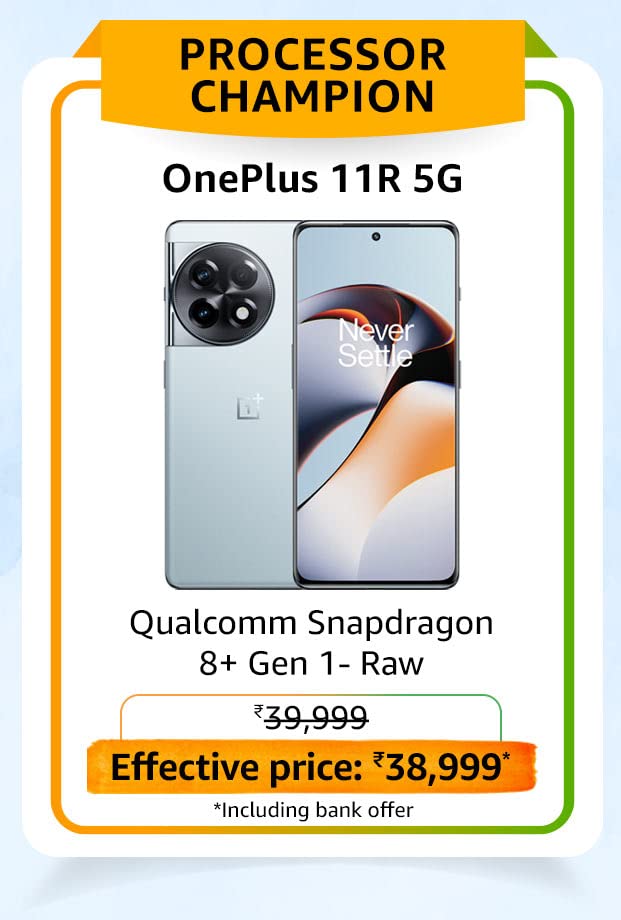 PROCESSOR
CHAMPION
OnePlus 11R 5G
Never
Settle
1+
Qualcomm Snapdragon
8+ Gen 1- Raw
₹39,999
Effective price: ₹38,999*
*Including bank offer